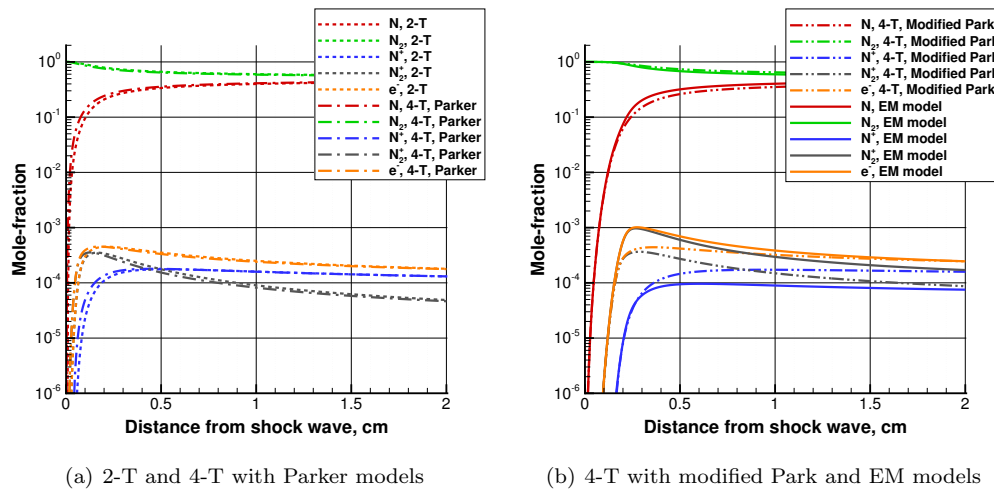 N, 2-T
N₂, 2-T
N⁺, 2-T
N₂⁺, 2-T
e⁻, 2-T
N, 4-T, Parker
N₂, 4-T, Parker
N⁺, 4-T, Parker
N₂⁺, 4-T, Parker
e⁻, 4-T, Parker
Mole-fraction
10⁰
10⁻¹
10⁻²
10⁻³
10⁻⁴
10⁻⁵
10⁻⁶
0 0.5 1 1.5 2
Distance from shock wave, cm
(a) 2-T and 4-T with Parker models
N, 4-T, Modified Park
N₂, 4-T, Modified Park
N⁺, 4-T, Modified Park
N₂⁺, 4-T, Modified Park
e⁻, 4-T, Modified Park
N, EM model
N₂, EM model
N⁺, EM model
N₂⁺, EM model
e⁻, EM model
Mole-fraction
10⁰
10⁻¹
10⁻²
10⁻³
10⁻⁴
10⁻⁵
10⁻⁶
0 0.5 1 1.5 2
Distance from shock wave, cm
(b) 4-T with modified Park and EM models